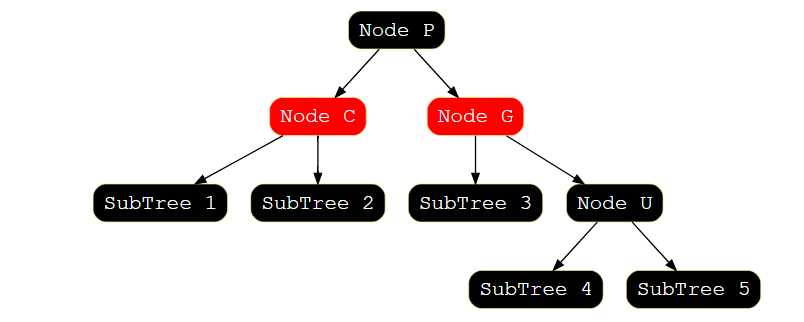 Node P
Node C
Node G
SubTree 1
SubTree 2
SubTree 3
Node U
SubTree 4
SubTree 5